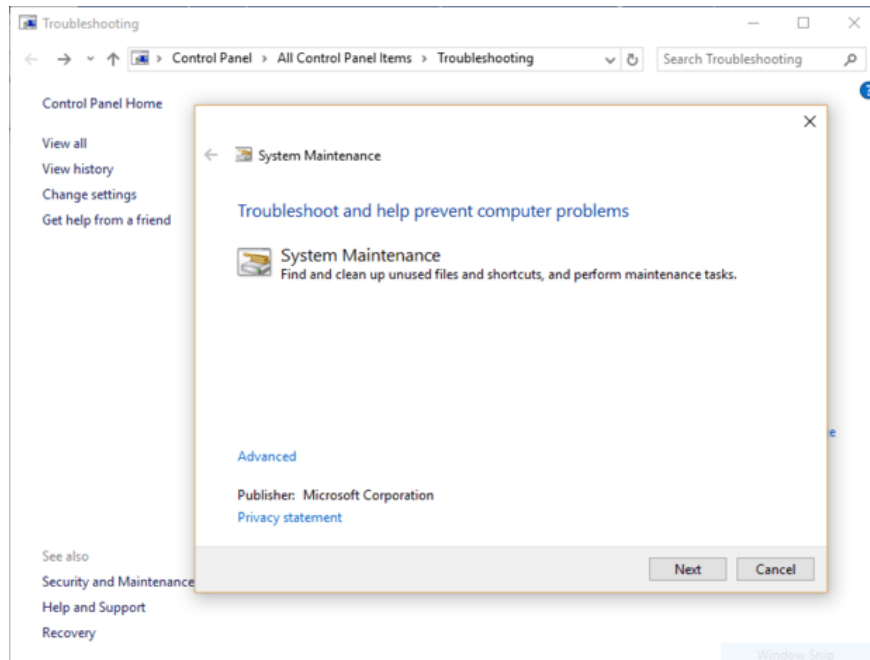 Troubleshooting
Control Panel > All Control Panel Items > Troubleshooting
Search Troubleshooting
Control Panel Home
View all
View history
Change settings
Get help from a friend
See also
Security and Maintenance
Help and Support
Recovery
System Maintenance
Troubleshoot and help prevent computer problems
System Maintenance
Find and clean up unused files and shortcuts, and perform maintenance tasks.
Advanced
Publisher: Microsoft Corporation
Privacy statement
Next
Cancel
?
e
Window Snip